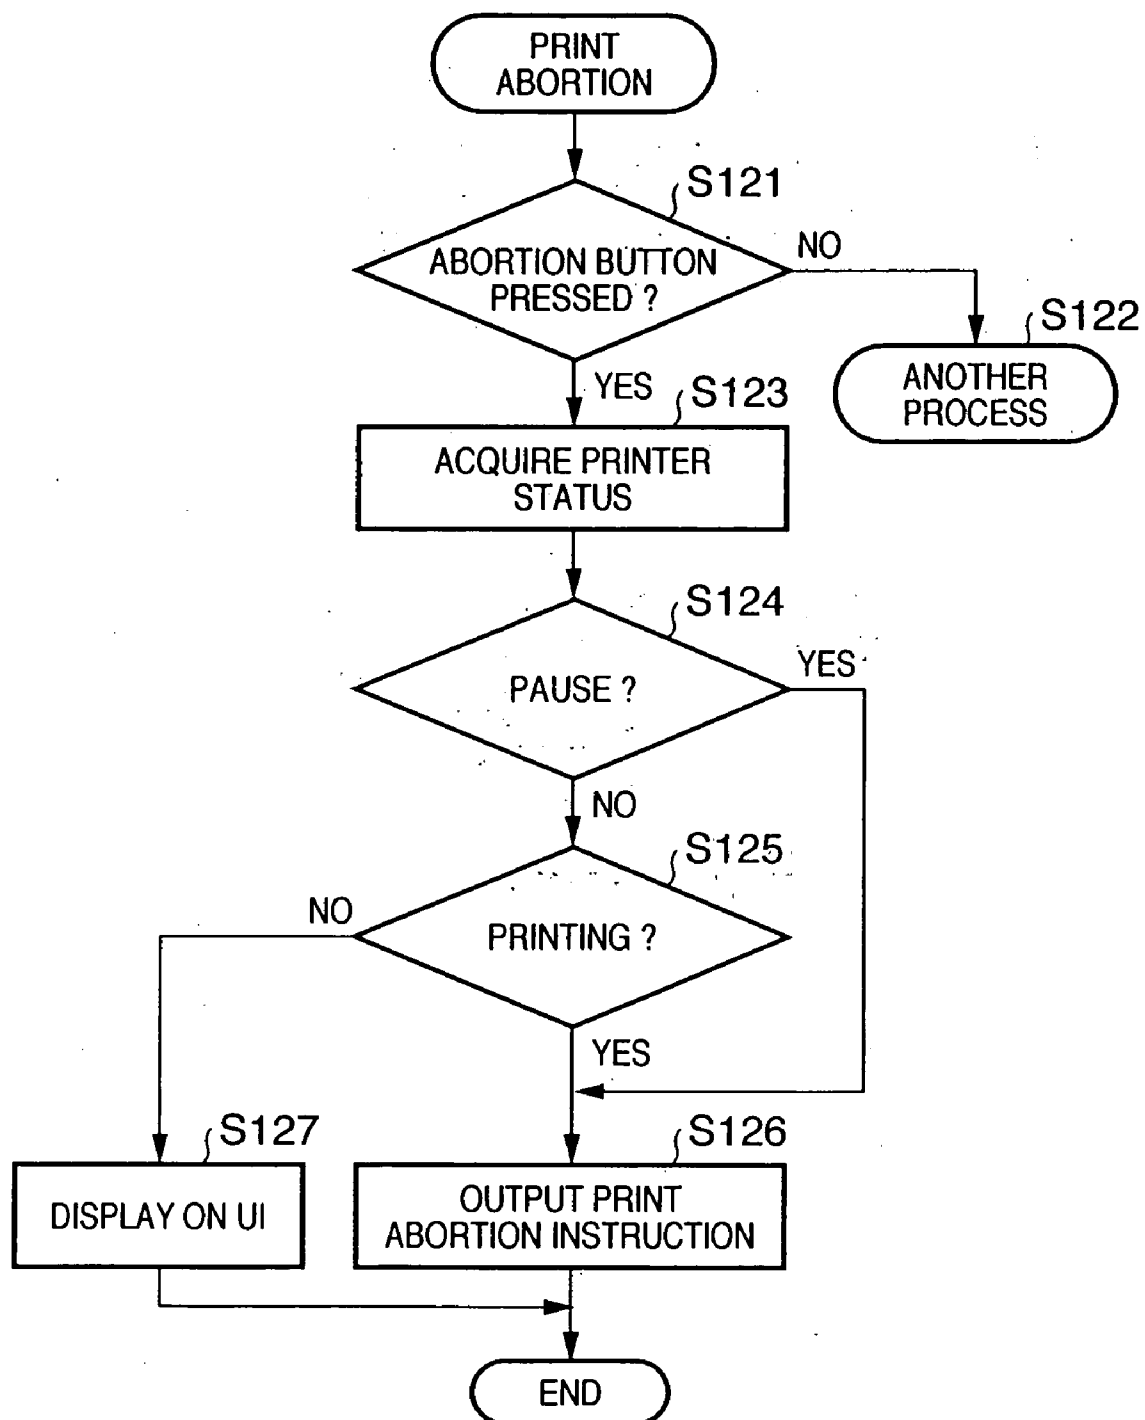 PRINT
ABORTION
S121
ABORTION BUTTON
PRESSED ?
NO
S122
ANOTHER
PROCESS
YES
S123
ACQUIRE PRINTER
STATUS
S124
PAUSE ?
YES
NO
S125
PRINTING ?
NO
YES
S127
DISPLAY ON UI
S126
OUTPUT PRINT
ABORTION INSTRUCTION
END